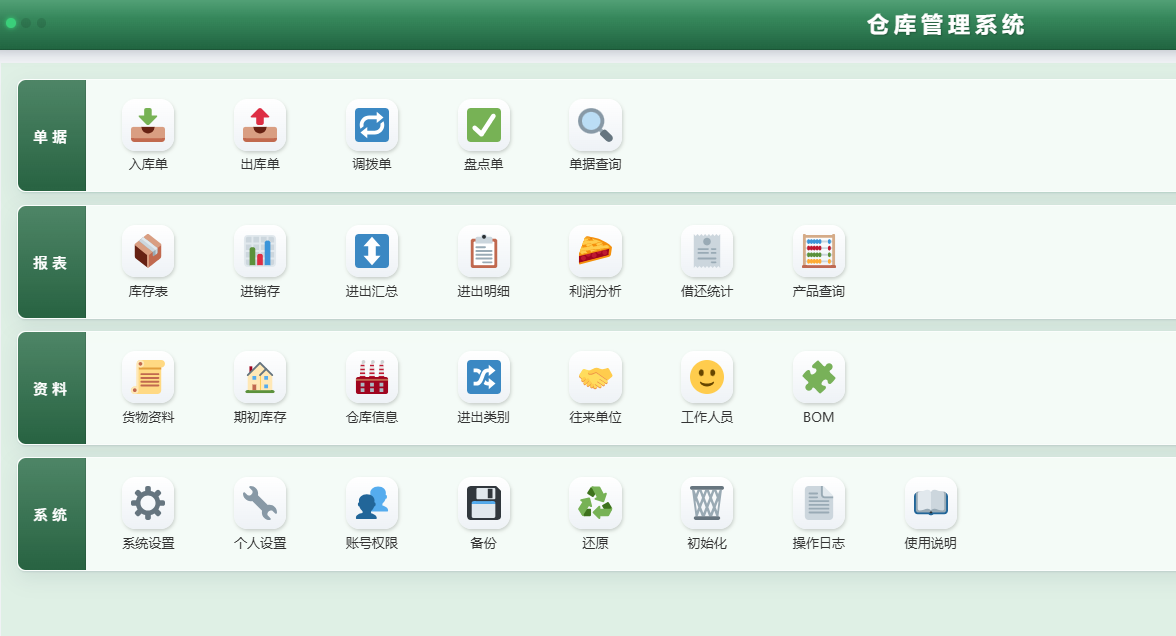 仓库管理系统
单据
入库单 出库单 调拨单 盘点单 单据查询
报表
库存表 进销存 进出汇总 进出明细 利润分析 借还统计 产品查询
资料
货物资料 期初库存 仓库信息 进出类别 往来单位 工作人员 BOM
系统
系统设置 个人设置 账号权限 备份 还原 初始化 操作日志 使用说明